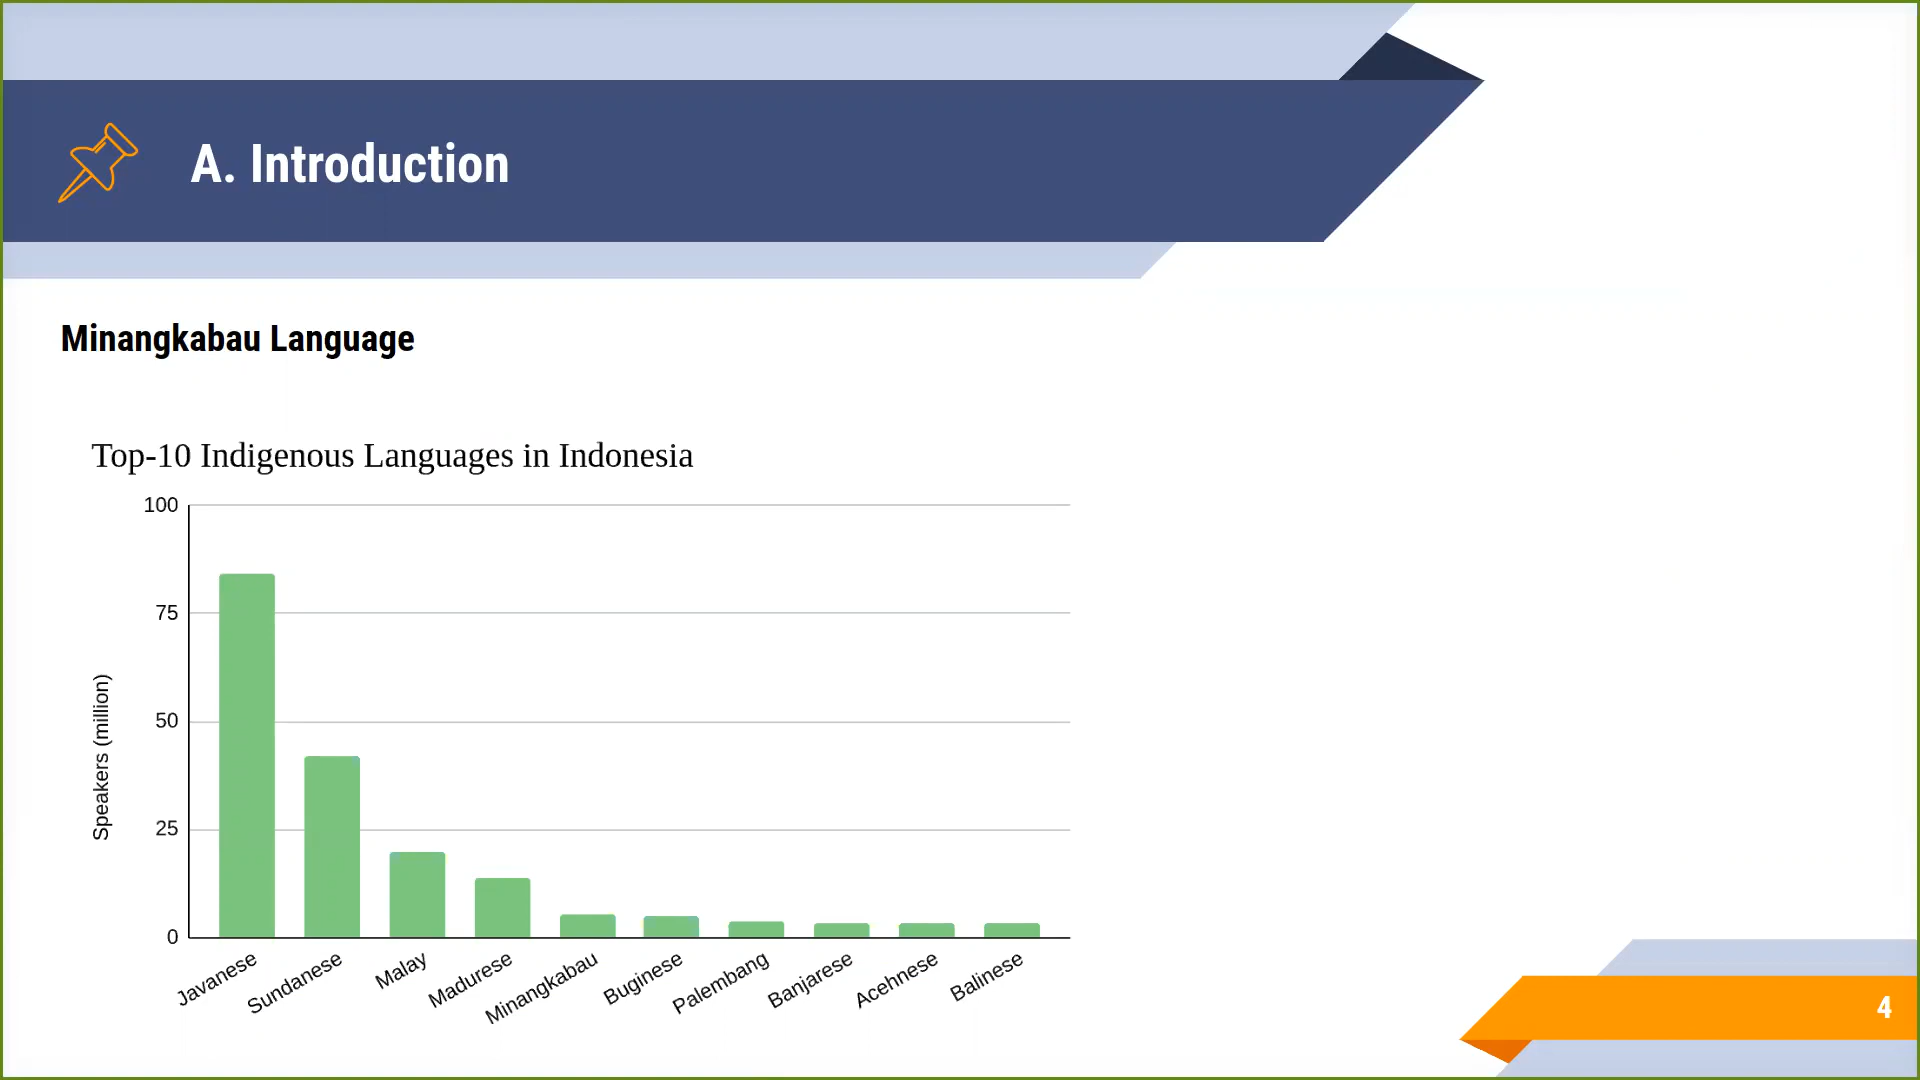 A. Introduction
Minangkabau Language
Top-10 Indigenous Languages in Indonesia
100
75
50
25
0
Speakers (million)
Javanese
Sundanese
Malay
Madurese
Minangkabau
Buginese
Palembang
Banjarese
Acehnese
Balinese
4